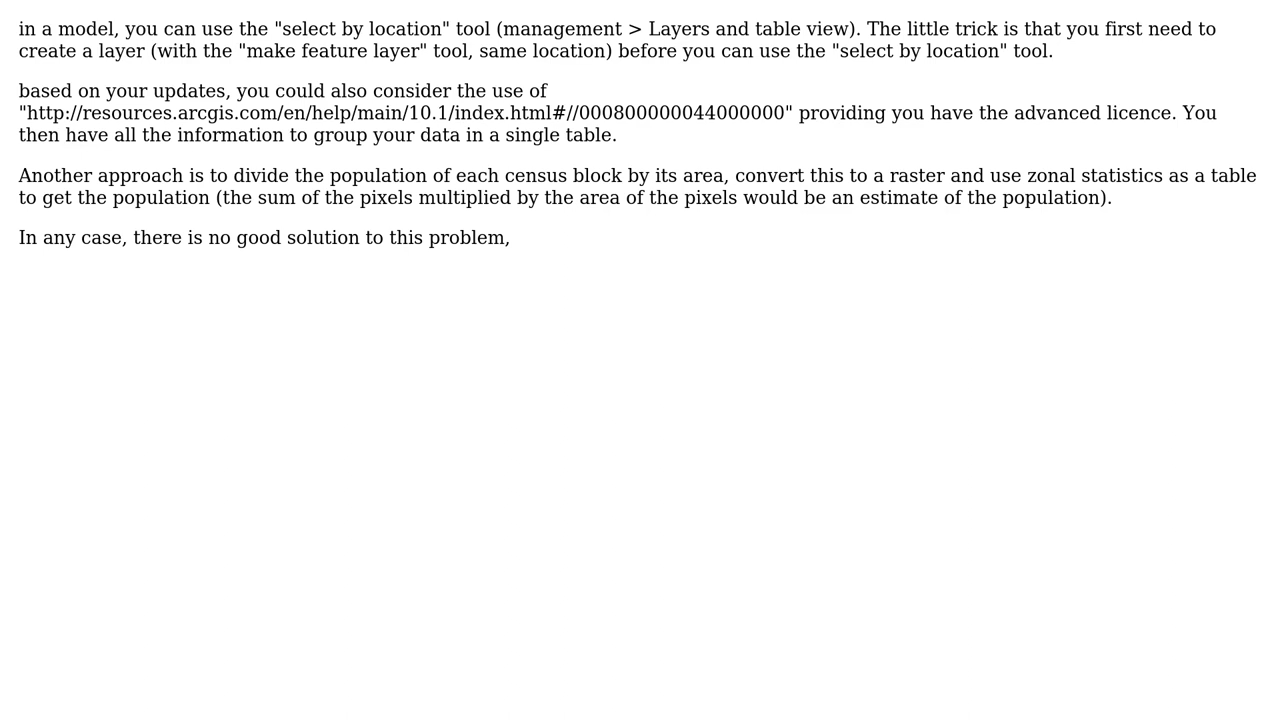 in a model, you can use the "select by location" tool (management > Layers and table view). The little trick is that you first need to
create a layer (with the "make feature layer" tool, same location) before you can use the "select by location" tool.
based on your updates, you could also consider the use of
"http://resources.arcgis.com/en/help/main/10.1/index.html#//000800000044000000" providing you have the advanced licence. You
then have all the information to group your data in a single table.
Another approach is to divide the population of each census block by its area, convert this to a raster and use zonal statistics as a table
to get the population (the sum of the pixels multiplied by the area of the pixels would be an estimate of the population).
In any case, there is no good solution to this problem,